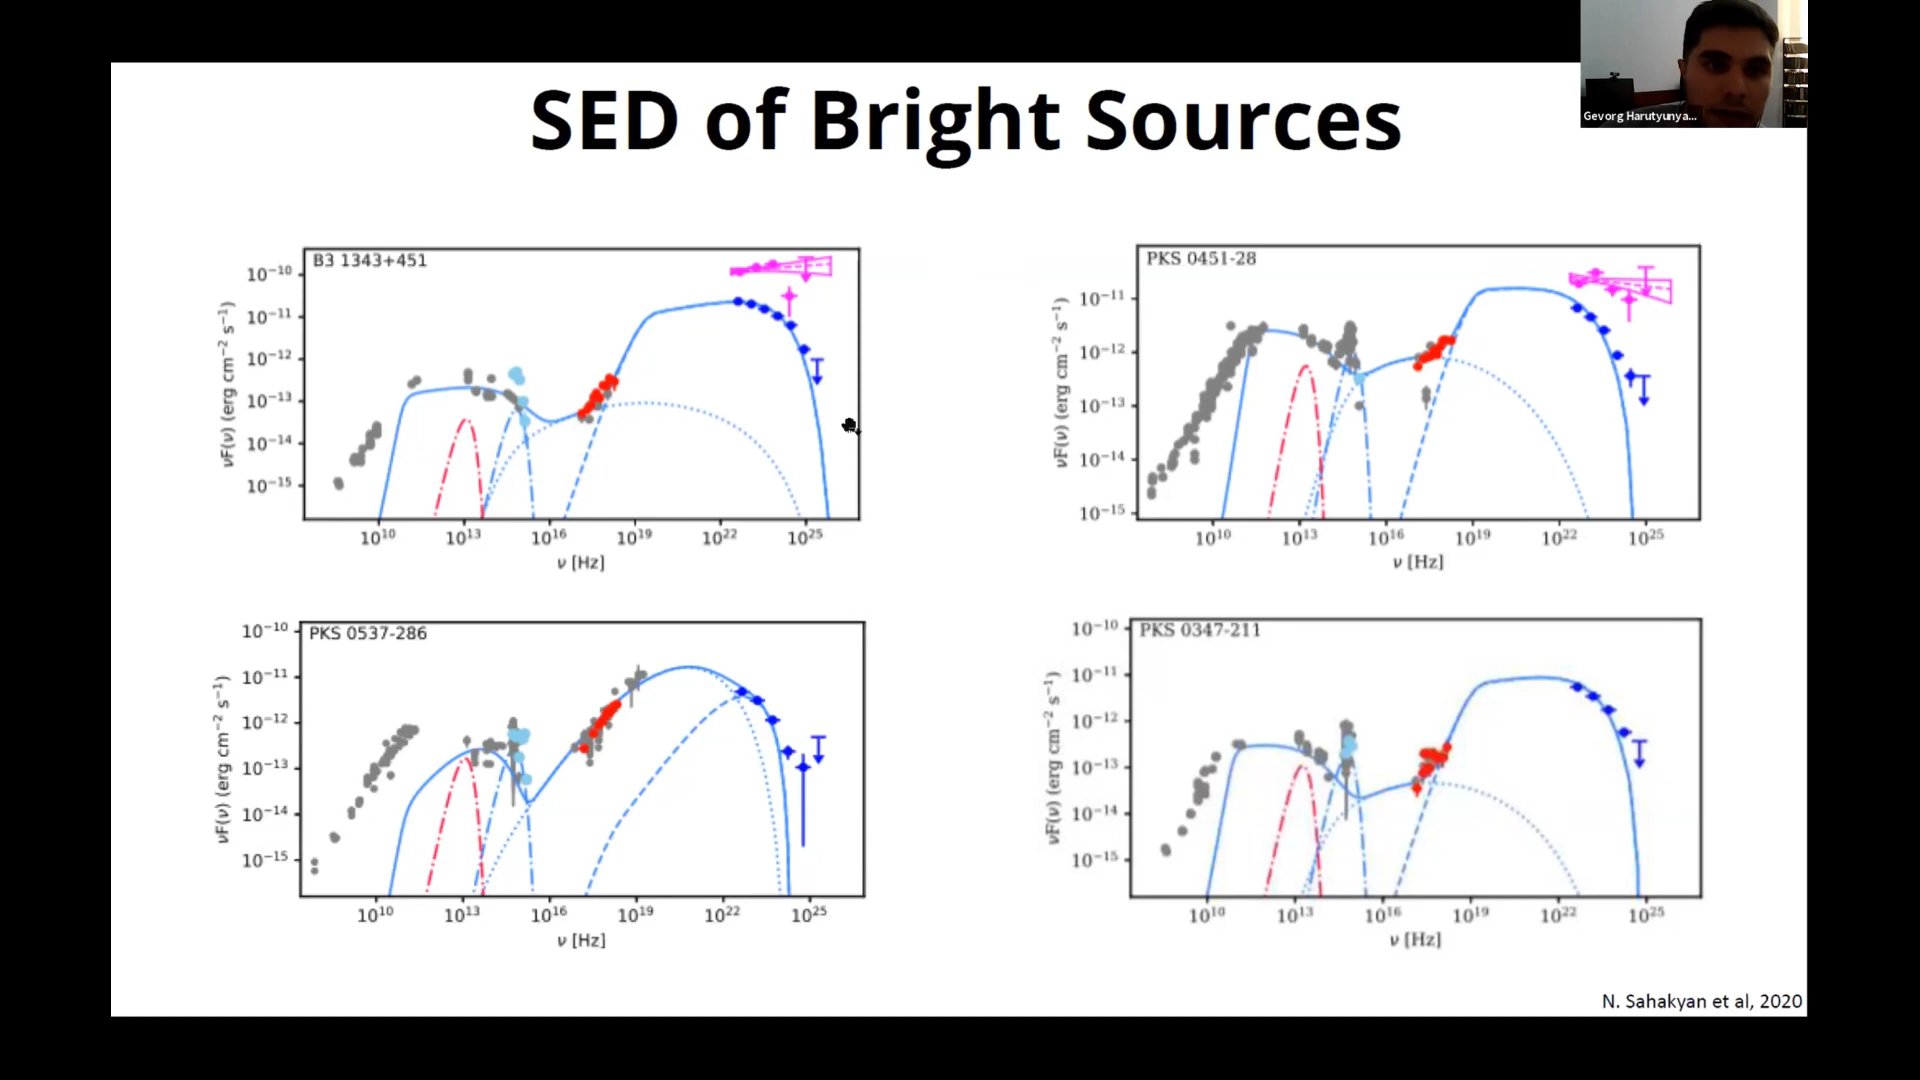 SED of Bright Sources
Gevorg Harutyunya...
B3 1343+451
10⁻¹⁰
10⁻¹¹
10⁻¹²
10⁻¹³
10⁻¹⁴
10⁻¹⁵
νF(ν) (erg cm⁻² s⁻¹)
10¹⁰ 10¹³ 10¹⁶ 10¹⁹ 10²² 10²⁵
ν [Hz]
PKS 0451-28
10⁻¹¹
10⁻¹²
10⁻¹³
10⁻¹⁴
10⁻¹⁵
νF(ν) (erg cm⁻² s⁻¹)
10¹⁰ 10¹³ 10¹⁶ 10¹⁹ 10²² 10²⁵
ν [Hz]
PKS 0537-286
10⁻¹⁰
10⁻¹¹
10⁻¹²
10⁻¹³
10⁻¹⁴
10⁻¹⁵
νF(ν) (erg cm⁻² s⁻¹)
10¹⁰ 10¹³ 10¹⁶ 10¹⁹ 10²² 10²⁵
ν [Hz]
PKS 0347-211
10⁻¹⁰
10⁻¹¹
10⁻¹²
10⁻¹³
10⁻¹⁴
10⁻¹⁵
νF(ν) (erg cm⁻² s⁻¹)
10¹⁰ 10¹³ 10¹⁶ 10¹⁹ 10²² 10²⁵
ν [Hz]
N. Sahakyan et al, 2020